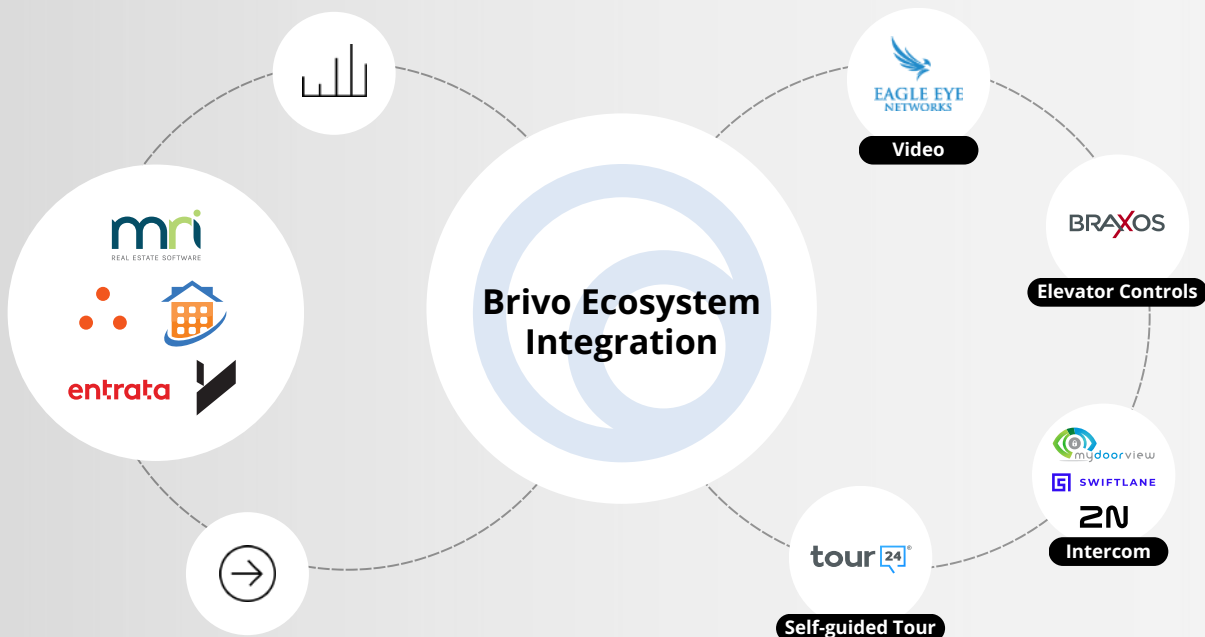 EAGLE EYE
NETWORKS
Video
mri
REAL ESTATE SOFTWARE
BRAXOS
Elevator Controls
Brivo Ecosystem
Integration
entrata
mydoorview
SWIFTLANE
2N
Intercom
tour24®
Self-guided Tour